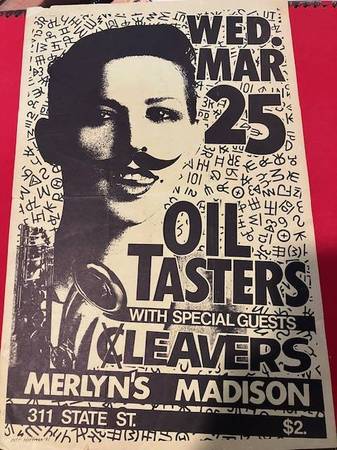 WED.
MAR
25
OIL
TASTERS
WITH SPECIAL GUESTS
CLEAVERS
MERLYN'S MADISON
311 STATE ST. $2.